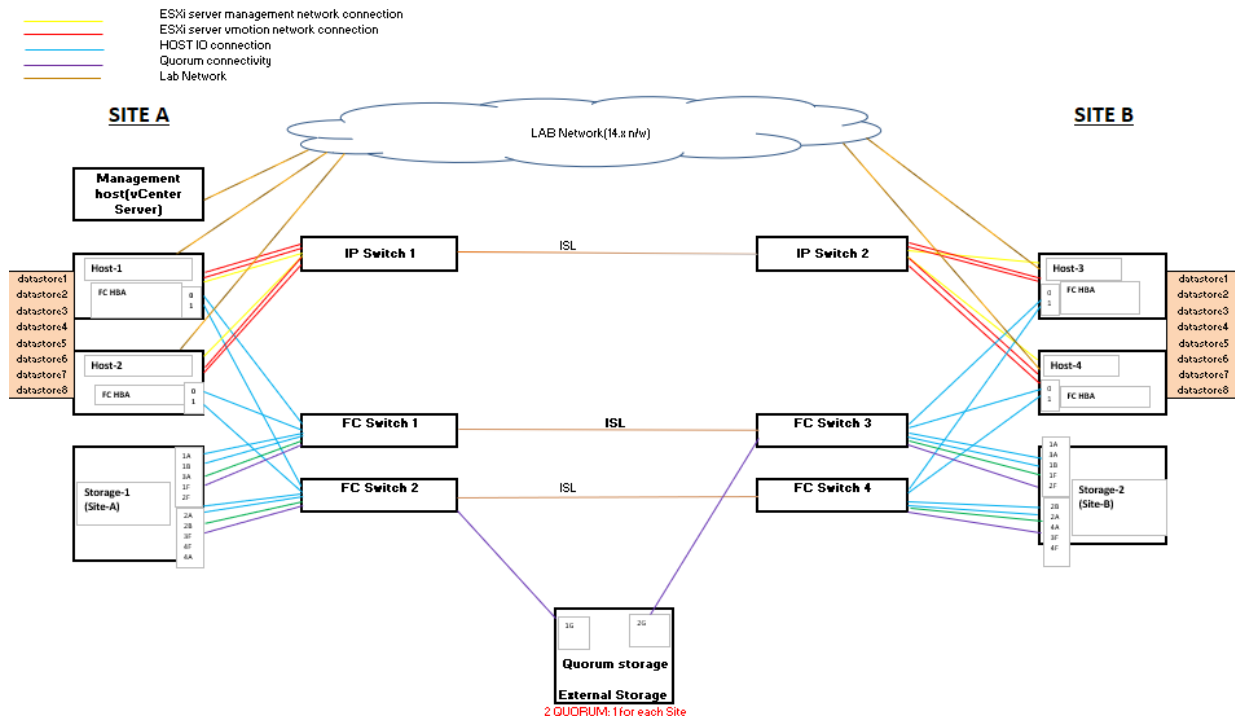 ESXi server management network connection
ESXi server vmotion network connection
HOST IO connection
Quorum connectivity
Lab Network
SITE A
SITE B
LAB Network(14.x n/w)
Management
host(vCenter
Server)
IP Switch 1
ISL
IP Switch 2
Host-1
FC HBA
0
1
Host-3
0
1
FC HBA
datastore1
datastore2
datastore3
datastore4
datastore5
datastore6
datastore7
datastore8
datastore1
datastore2
datastore3
datastore4
datastore5
datastore6
datastore7
datastore8
Host-2
FC HBA
0
1
Host-4
0
1
FC HBA
FC Switch 1
ISL
FC Switch 3
FC Switch 2
ISL
FC Switch 4
Storage-1
(Site-A)
1A
1B
3A
1F
2F
2A
2B
3F
4F
4A
1A
3A
1B
1F
2F
2B
2A
4A
3F
4F
Storage-2
(Site-B)
1G
2G
Quorum storage
External Storage
2 QUORUM: 1 for each Site